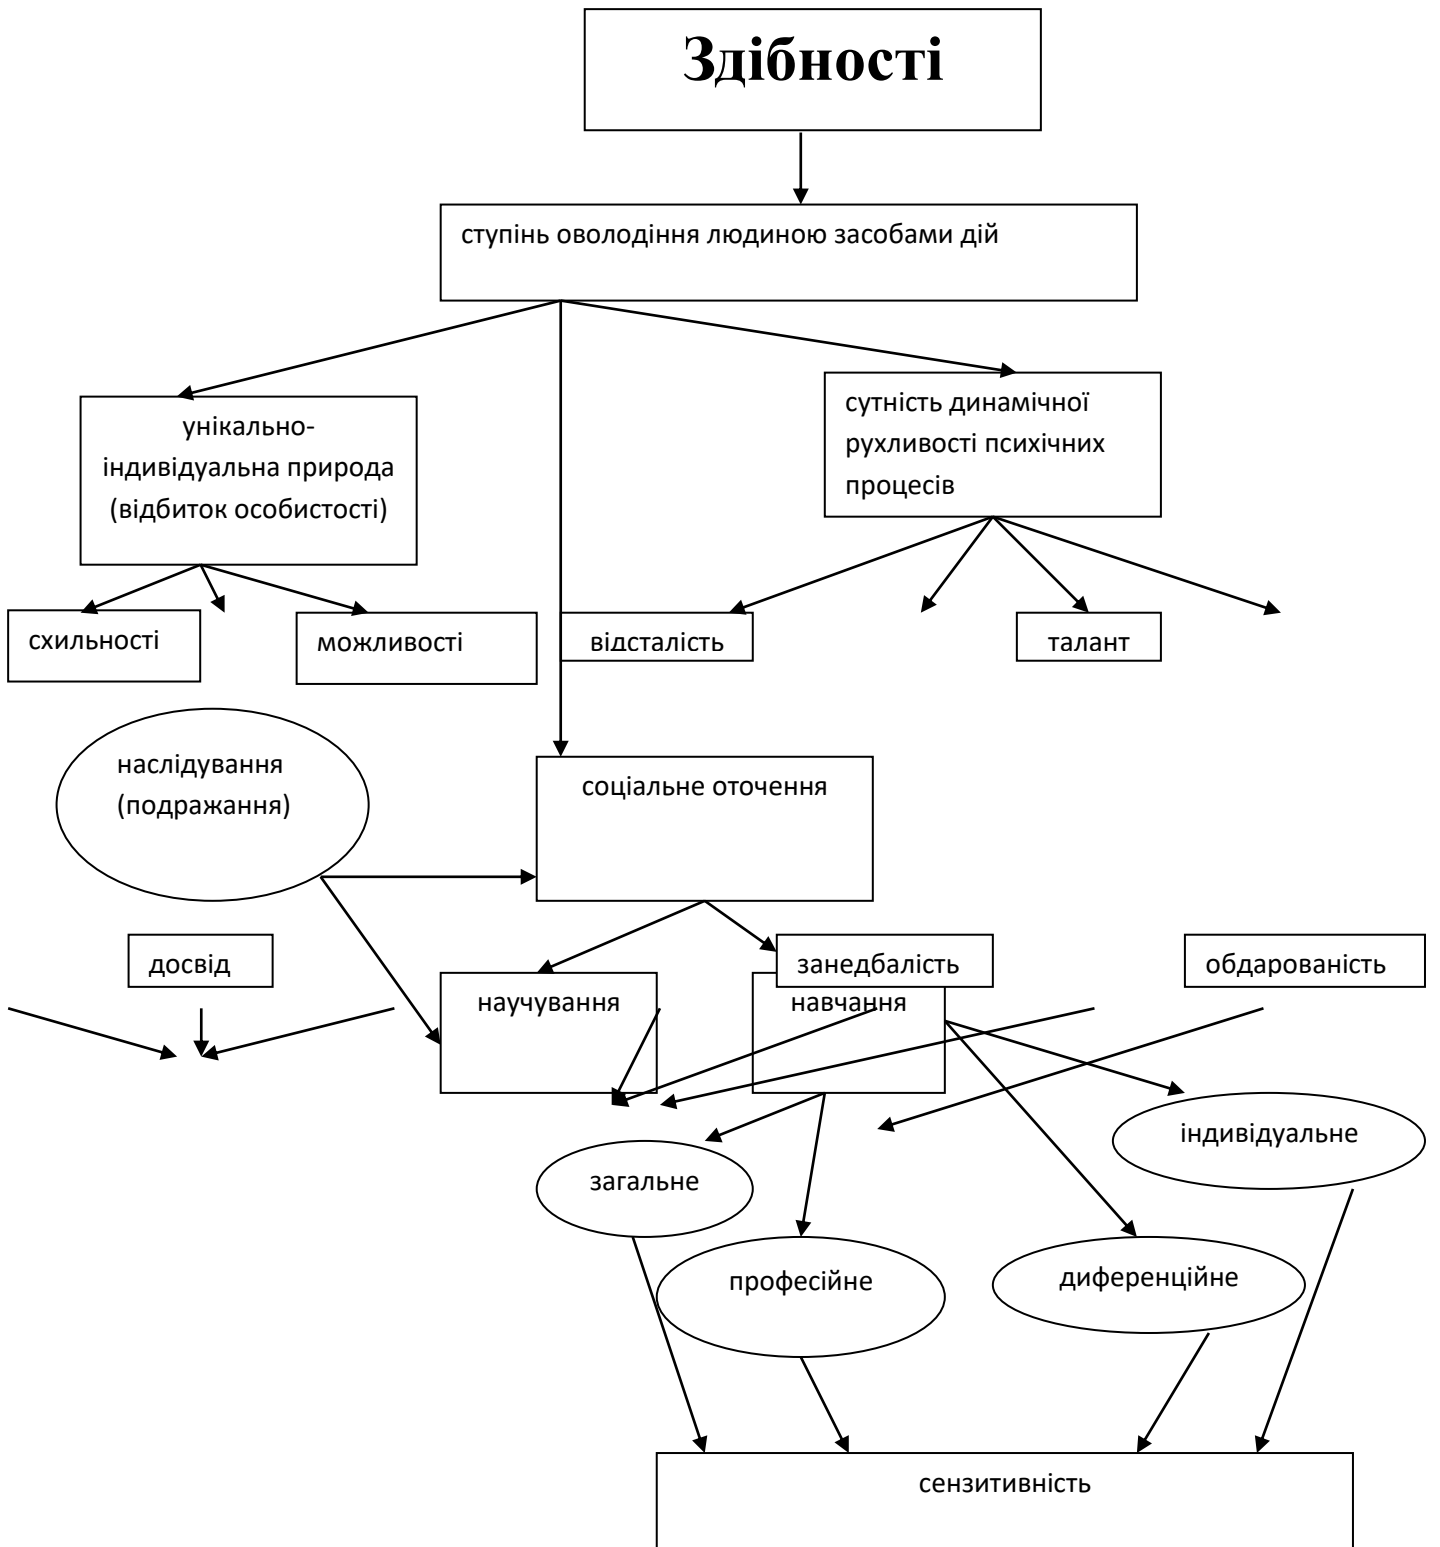 Здібності
ступінь оволодіння людиною засобами дій
унікально-
індивідуальна природа
(відбиток особистості)
сутність динамічної
рухливості психічних
процесів
схильності
можливості
відсталість
талант
наслідування
(подражання)
соціальне оточення
досвід
занедбалість
обдарованість
научування
навчання
індивідуальне
загальне
професійне
диференційне
сензитивність